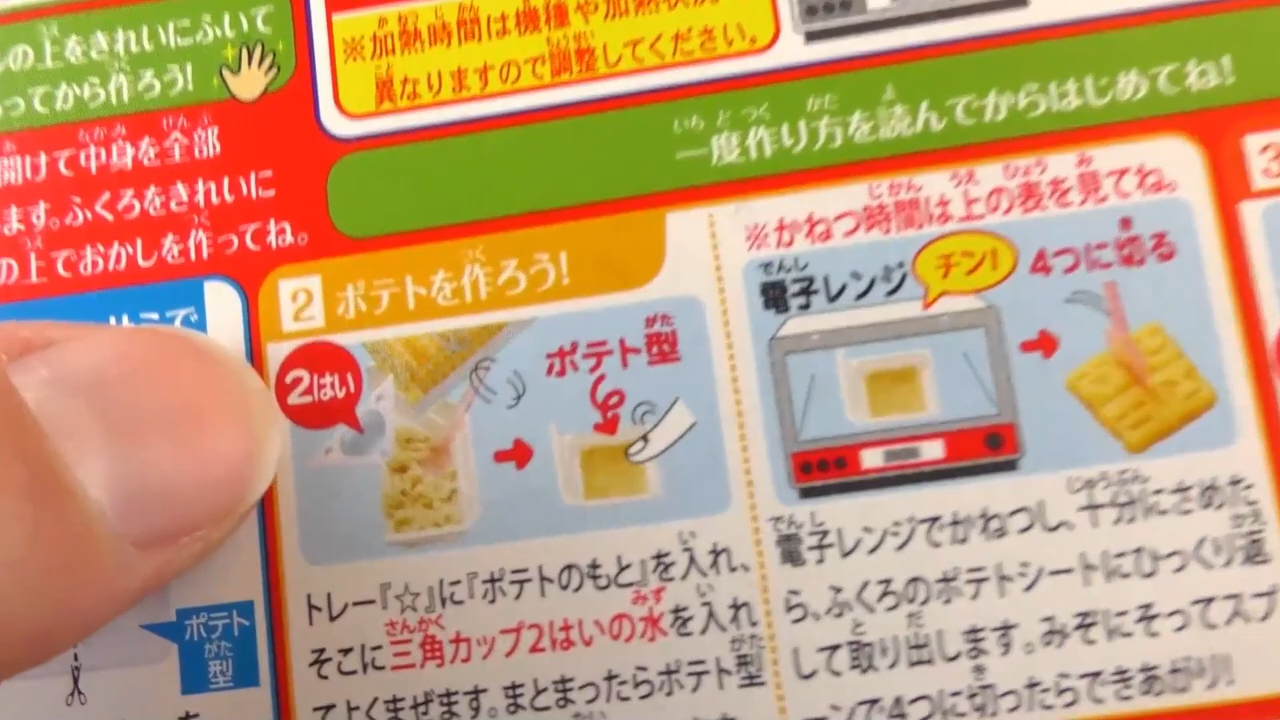 の上をきれいにふいて
ってから作ろう!
開けて中身を全部
ます。ふくろをきれいに
の上でおかしを作ってね。
※加熱時間は機種や加熱状況
異なりますので調整してください。
一度作り方を読んでからはじめてね!
2 ポテトを作ろう!
2はい
ポテト型
※かねつ時間は上の表を見てね。
電子レンジ
チン!
4つに切る
トレー『☆』に『ポテトのもと』を入れ、
そこに三角カップ2はいの水を入れ
てよくまぜます。まとまったらポテト型
電子レンジでかねつし、十分にさめた
ら、ふくろのポテトシートにひっくり返
して取り出します。みぞにそってスプ
ーンで4つに切ったらできあがり!
ポテト
型
3